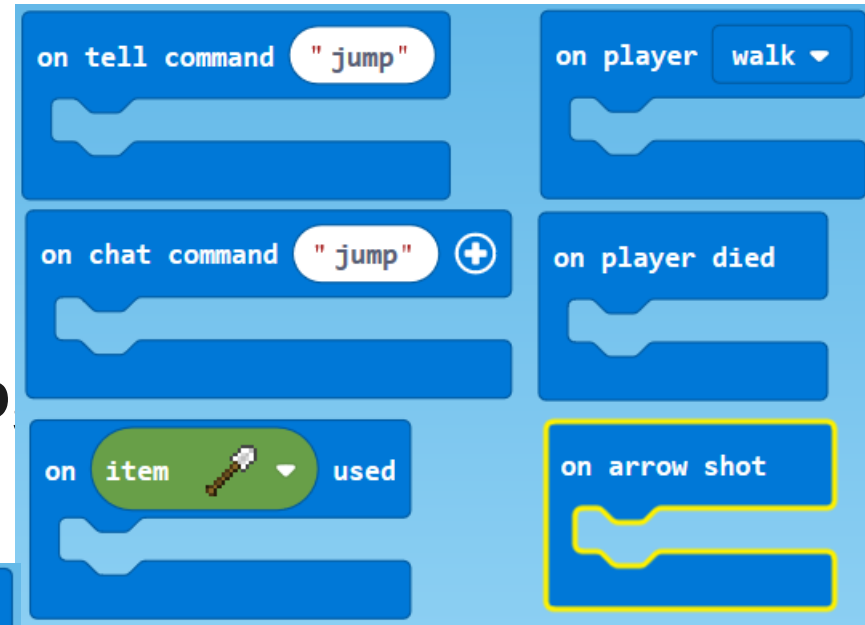 on tell command "jump"
on player walk
on chat command "jump"
on player died
on item used
on arrow shot